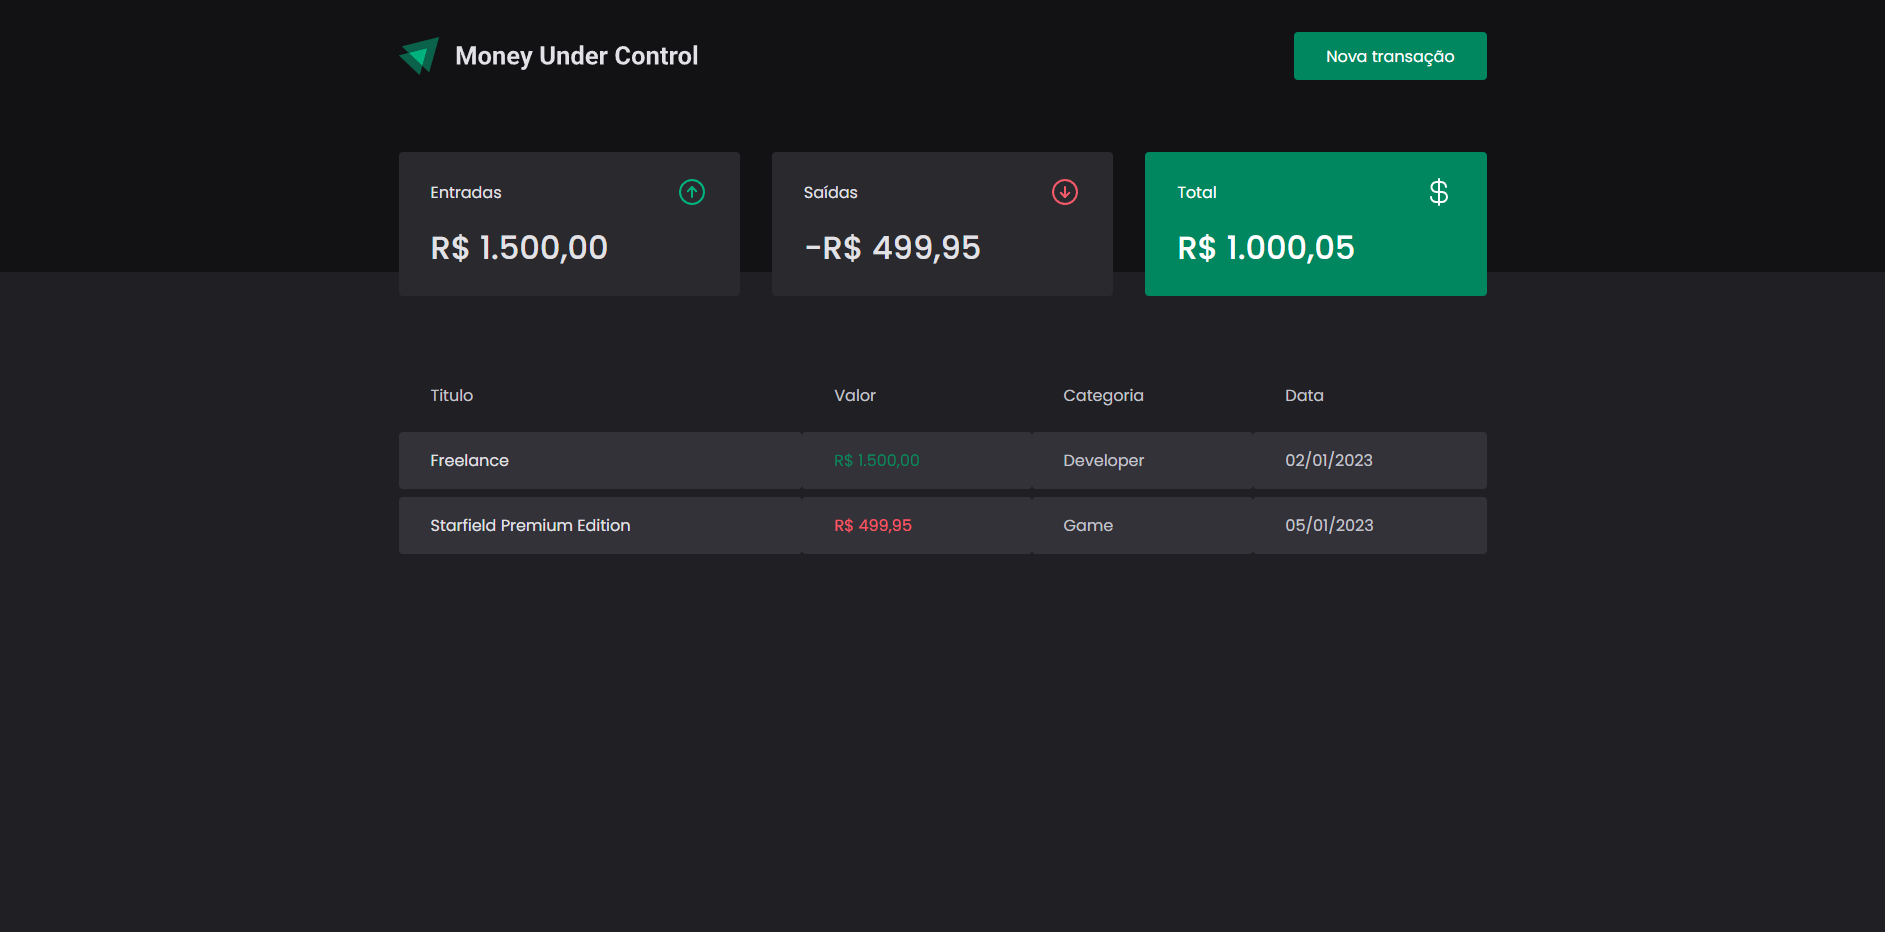 Money Under Control
Nova transação
Entradas
R$ 1.500,00
Saídas
-R$ 499,95
Total
$
R$ 1.000,05
Titulo Valor Categoria Data
Freelance R$ 1.500,00 Developer 02/01/2023
Starfield Premium Edition R$ 499,95 Game 05/01/2023